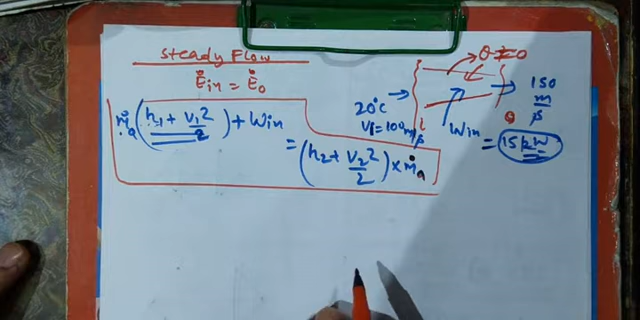 Steady Flow
Ėin = Ėo
ṁa (h1 + V1²/2) + Win
= (h2 + V2²/2) × ṁa
Q = 0
20°C
V1 = 100 m/s
150 m/s
Win = 15 kW